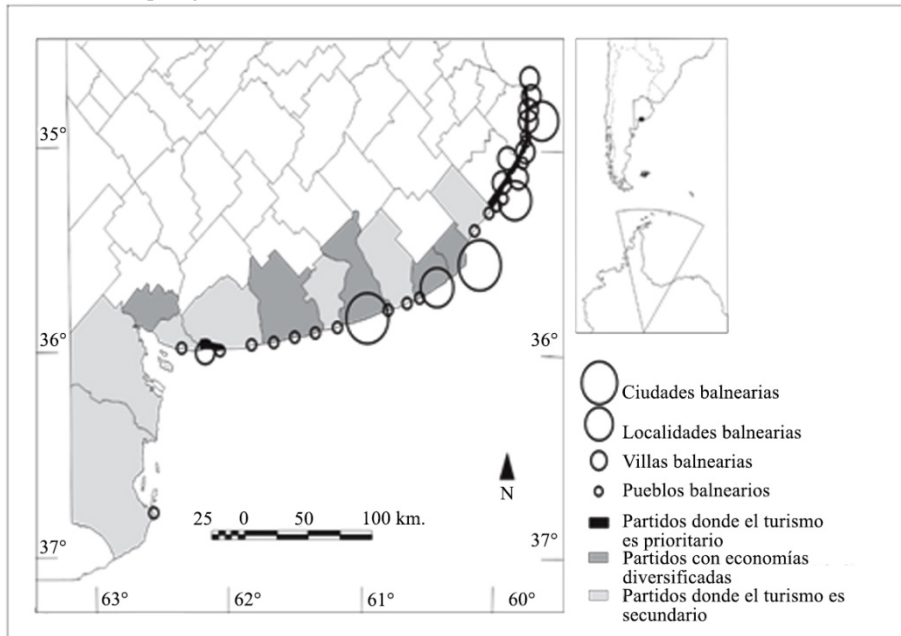 35°
36°
36°
37°
37°
25 0 50 100 km.
N
63° 62° 61° 60°
Ciudades balnearias
Localidades balnearias
Villas balnearias
Pueblos balnearios
Partidos donde el turismo
es prioritario
Partidos con economías
diversificadas
Partidos donde el turismo es
secundario